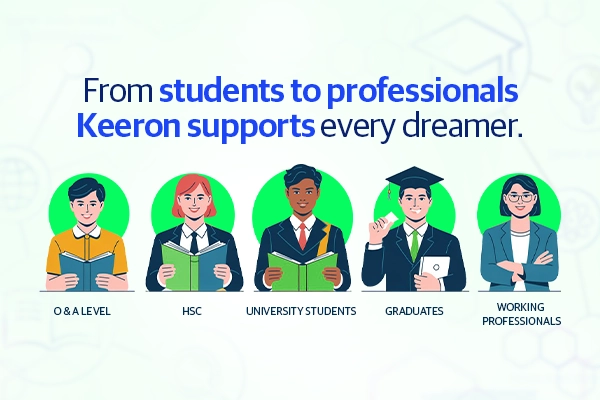 From students to professionals
Keeron supports every dreamer.
O & A LEVEL
HSC
UNIVERSITY STUDENTS
GRADUATES
WORKING
PROFESSIONALS